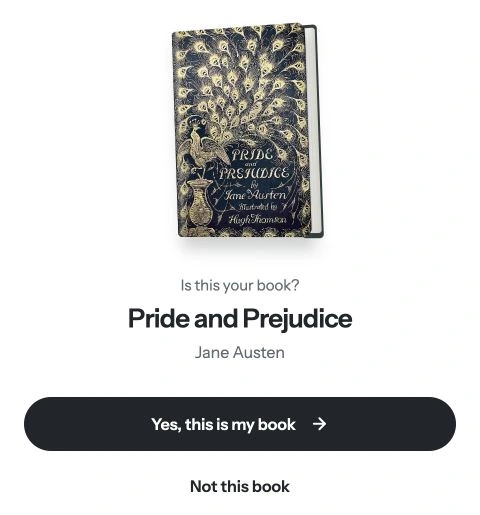 PRIDE
and
PREJUDICE
by
Jane Austen
Illustrated by
Hugh Thomson
Is this your book?
Pride and Prejudice
Jane Austen
Yes, this is my book →
Not this book